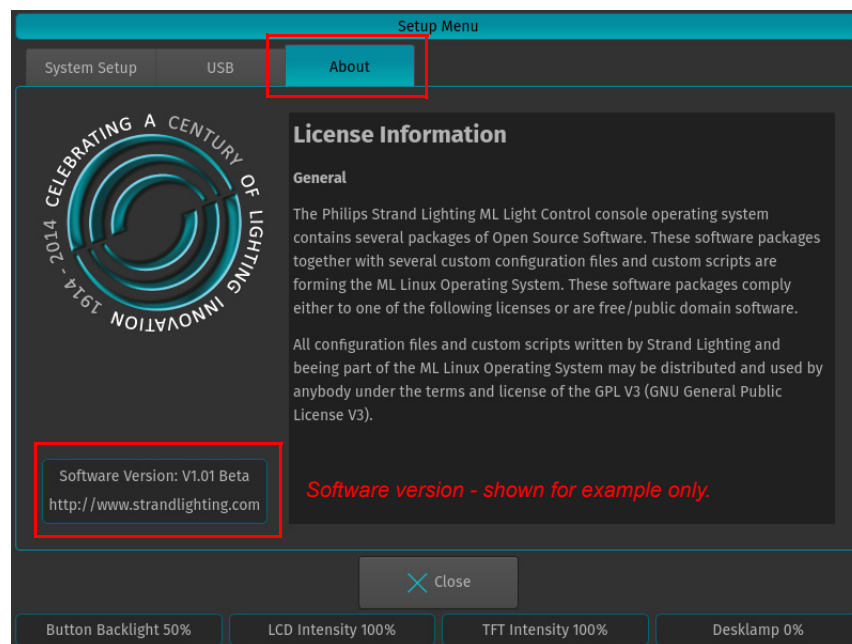 Setup Menu
System Setup
USB
About
1914 - 2014 CELEBRATING A CENTURY OF LIGHTING INNOVATION
License Information
General
The Philips Strand Lighting ML Light Control console operating system
contains several packages of Open Source Software. These software packages
together with several custom configuration files and custom scripts are
forming the ML Linux Operating System. These software packages comply
either to one of the following licenses or are free/public domain software.
All configuration files and custom scripts written by Strand Lighting and
beeing part of the ML Linux Operating System may be distributed and used by
anybody under the terms and license of the GPL V3 (GNU General Public
License V3).
Software Version: V1.01 Beta
http://www.strandlighting.com
Software version - shown for example only.
Close
Button Backlight 50%
LCD Intensity 100%
TFT Intensity 100%
Desklamp 0%